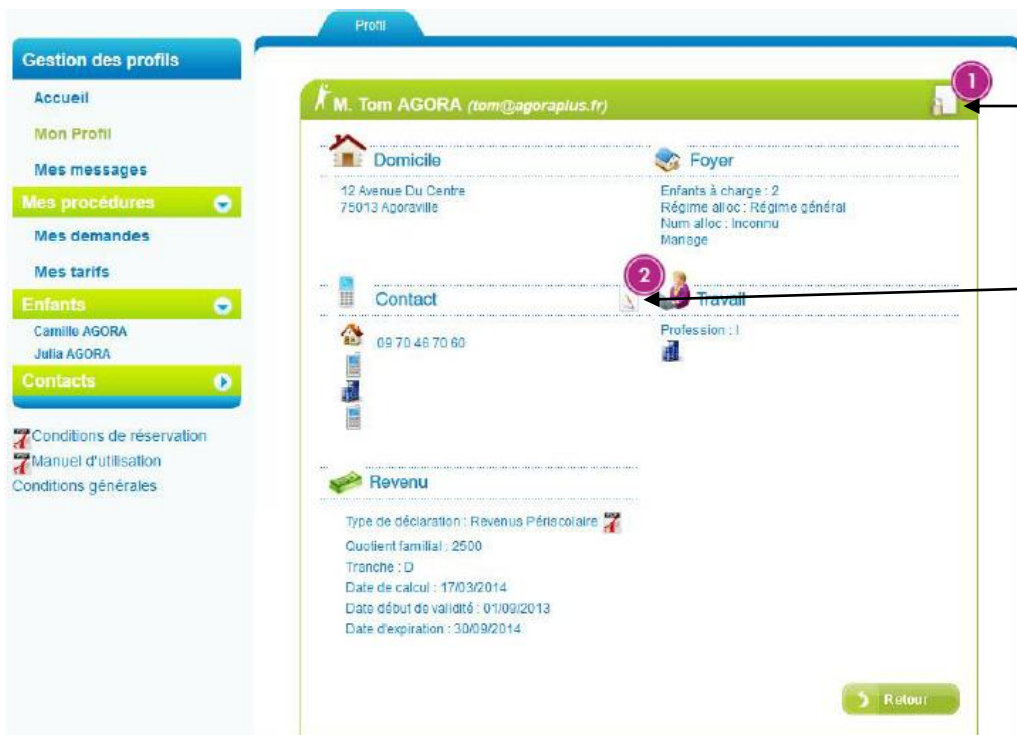 Profil
Gestion des profils
Accueil
Mon Profil
Mes messages
Mes procédures
Mes demandes
Mes tarifs
Enfants
Camille AGORA
Julia AGORA
Contacts
Conditions de réservation
Manuel d'utilisation
Conditions générales
1
M. Tom AGORA (tom@agoraplus.fr)
Domicile
12 Avenue Du Centre
75013 Agoraville
Foyer
Enfants à charge : 2
Régime alloc : Régime général
Num alloc : Inconnu
Mariage
2
Contact
09 70 46 70 60
Travail
Profession : I
Revenu
Type de déclaration : Revenus Périscolaire
Quotient familial : 2500
Tranche : D
Date de calcul : 17/03/2014
Date début de validité : 01/09/2013
Date d'expiration : 30/09/2014
Retour